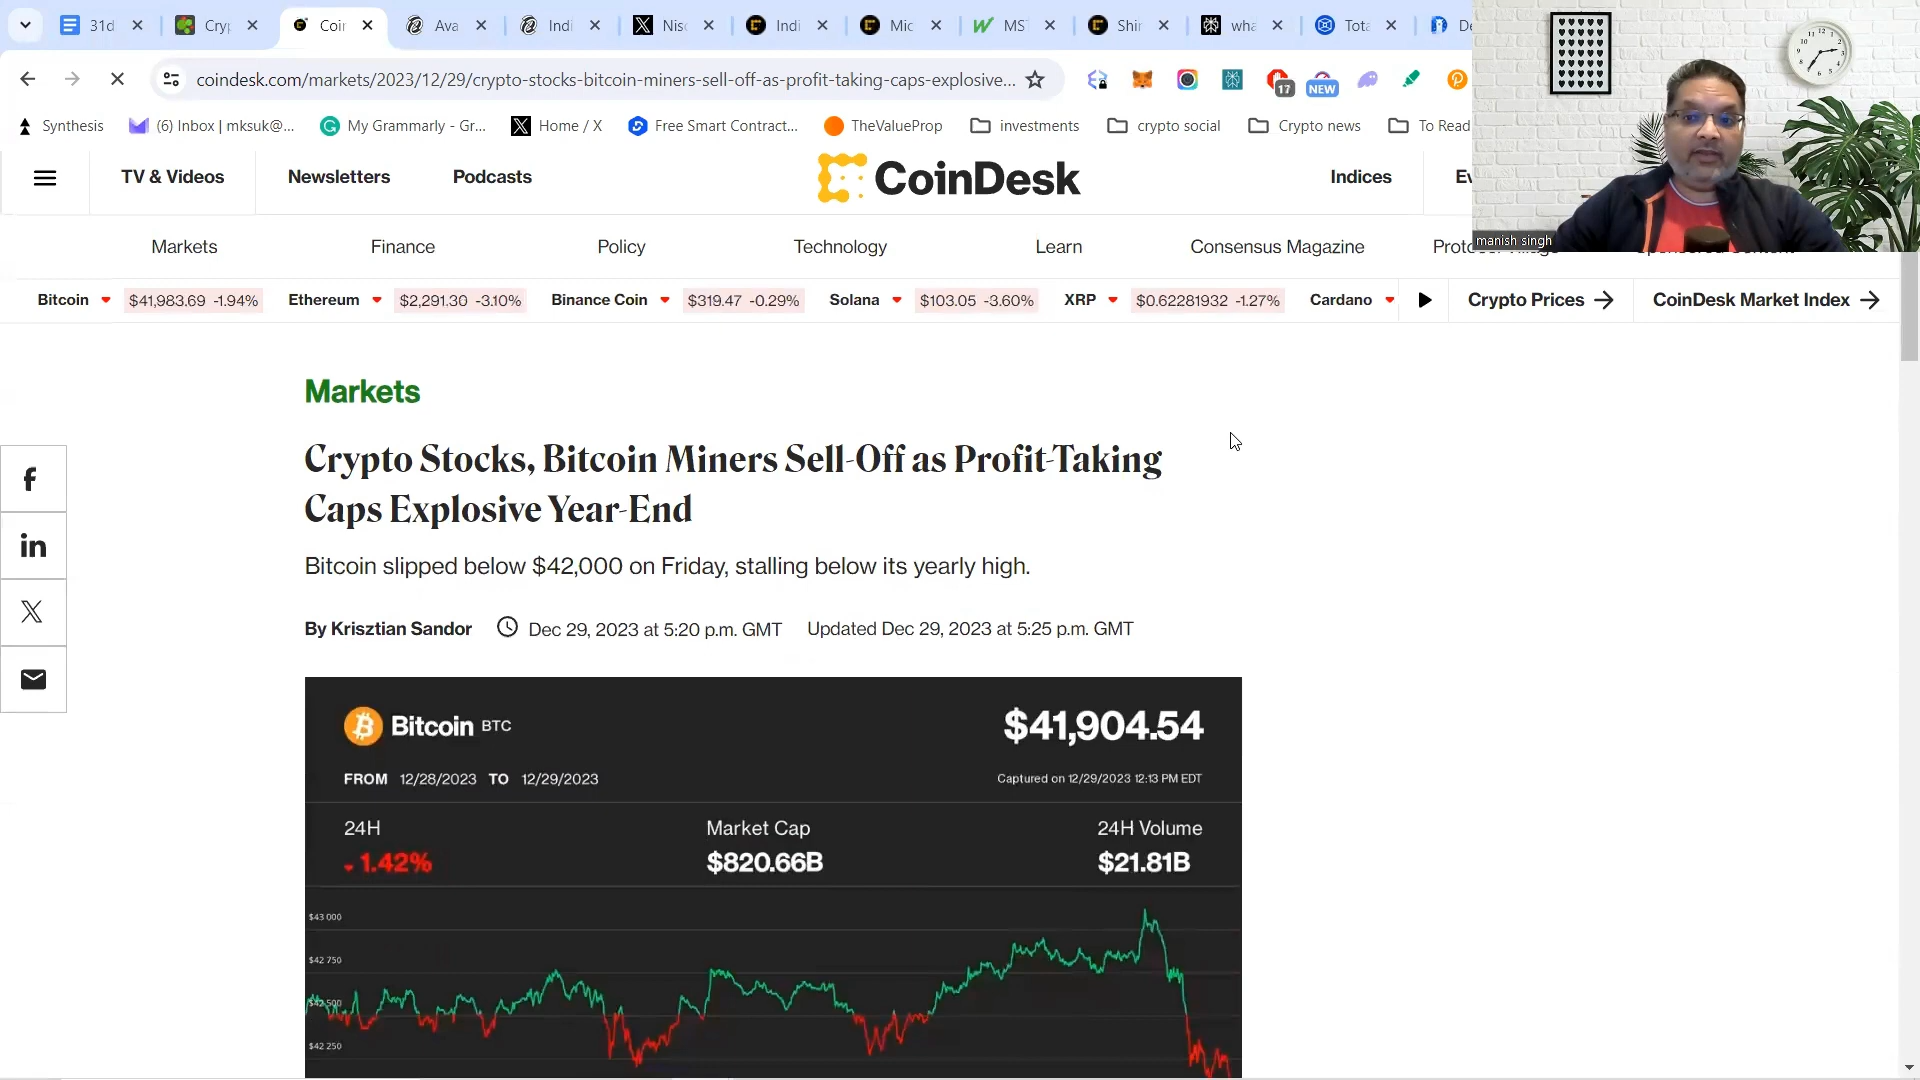 31d
Cry
Coir
Ava
Indi
Nis
Indi
Mic
MST
Shir
wha
Tota
De
coindesk.com/markets/2023/12/29/crypto-stocks-bitcoin-miners-sell-off-as-profit-taking-caps-explosive...
17
NEW
Synthesis
(6) Inbox | mksuk@...
My Grammarly - Gr...
Home / X
Free Smart Contract...
TheValueProp
investments
crypto social
Crypto news
To Read
TV & Videos
Newsletters
Podcasts
CoinDesk
Indices
manish singh
Markets
Finance
Policy
Technology
Learn
Consensus Magazine
Bitcoin $41,983.69 -1.94%
Ethereum $2,291.30 -3.10%
Binance Coin $319.47 -0.29%
Solana $103.05 -3.60%
XRP $0.62281932 -1.27%
Cardano
Crypto Prices
CoinDesk Market Index
Markets
Crypto Stocks, Bitcoin Miners Sell-Off as Profit-Taking
Caps Explosive Year-End
Bitcoin slipped below $42,000 on Friday, stalling below its yearly high.
By Krisztian Sandor
Dec 29, 2023 at 5:20 p.m. GMT
Updated Dec 29, 2023 at 5:25 p.m. GMT
Bitcoin BTC
$41,904.54
FROM 12/28/2023 TO 12/29/2023
Captured on 12/29/2023 12:13 PM EDT
24H
Market Cap
24H Volume
1.42%
$820.66B
$21.81B
$43 000
$42 750
$42 500
$42 250